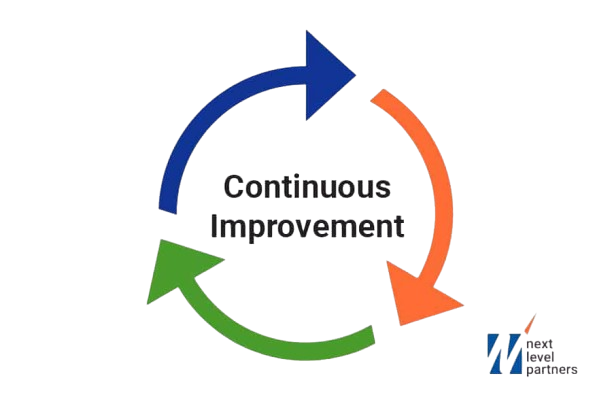 Continuous
Improvement
next
level
partners